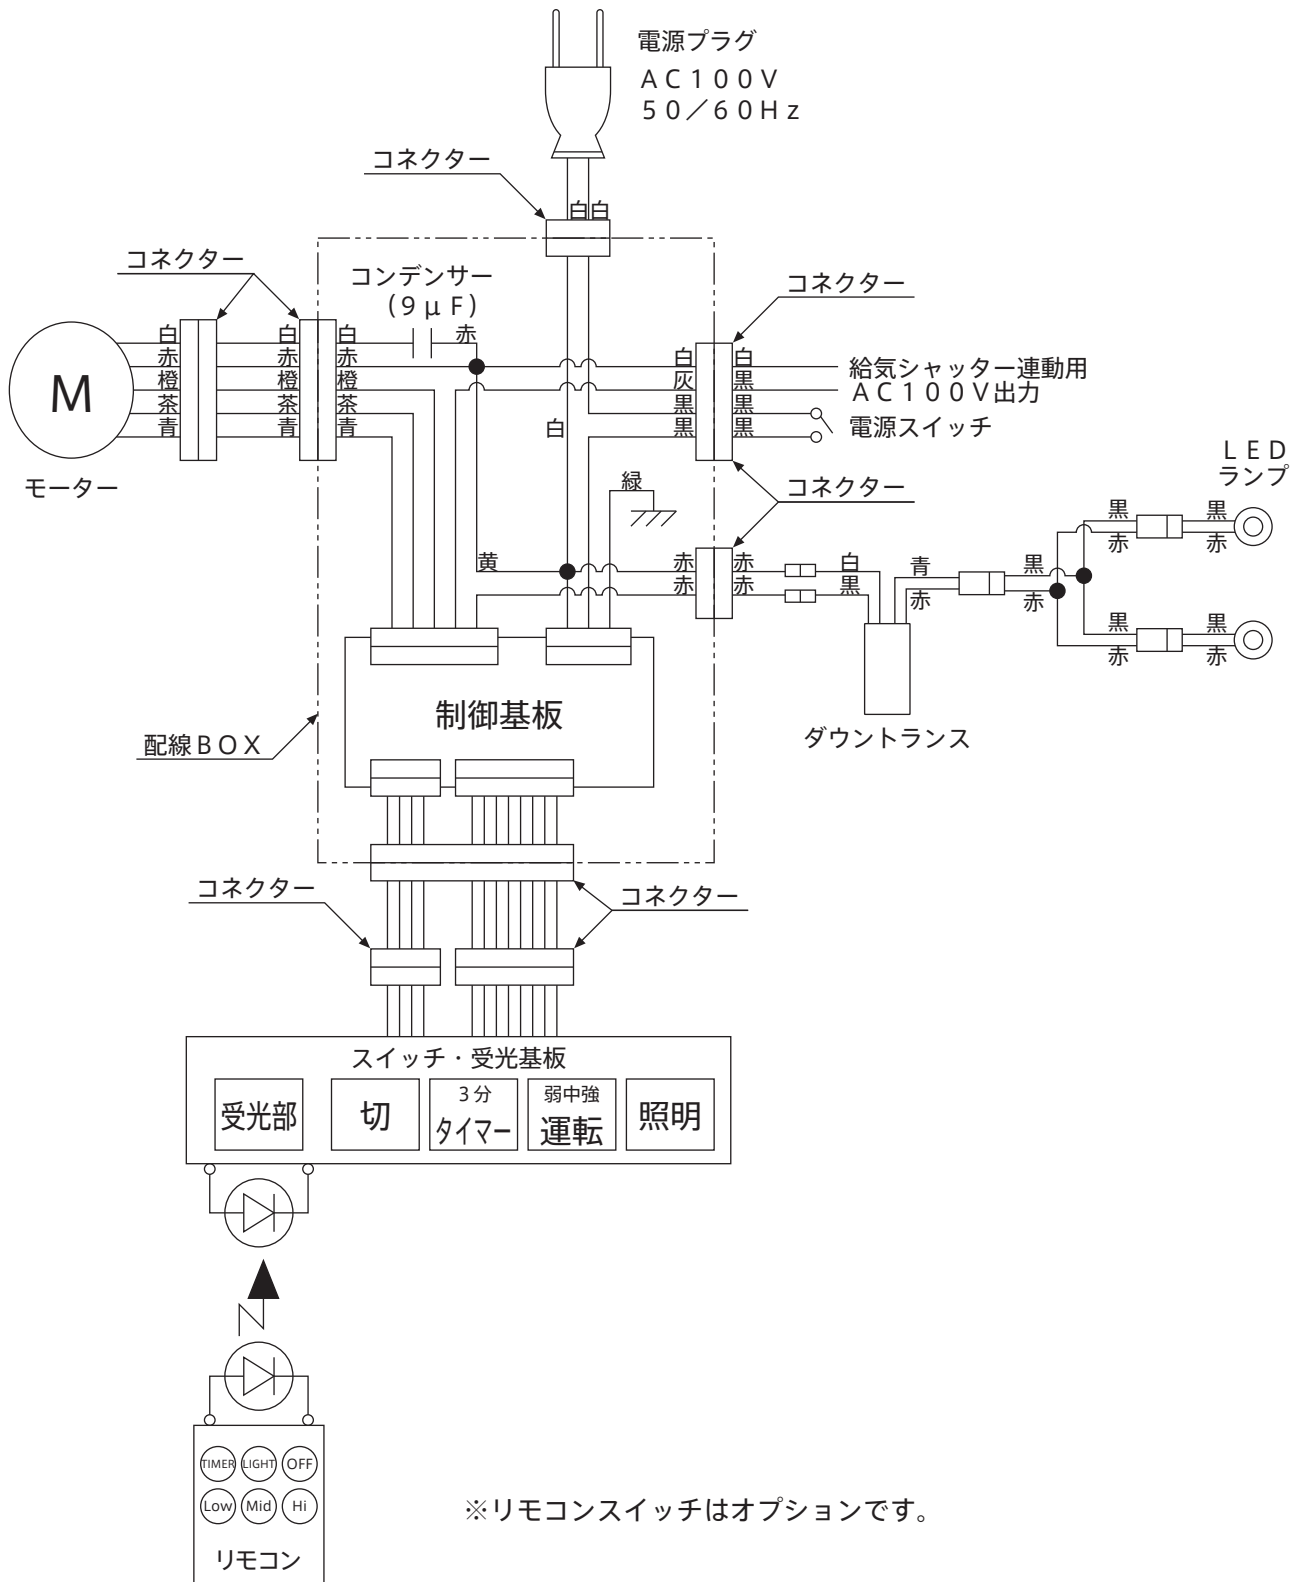 電源プラグ
ＡＣ１００Ｖ
５０／６０Ｈｚ
コネクター
白白
コネクター
コンデンサー
（９μＦ）
コネクター
白 白 白 赤
赤 赤 赤 白 白
橙 橙 橙 灰 黒
茶 茶 茶 黒 黒
青 青 青 白 黒 黒
M
モーター
給気シャッター連動用
ＡＣ１００Ｖ出力
電源スイッチ
ＬＥＤ
ランプ
緑
コネクター
黒 黒
赤 赤
黄 赤 赤 白 青 黒
赤 赤 黒 赤 赤
黒 黒
赤 赤
制御基板
配線ＢＯＸ
ダウントランス
コネクター
コネクター
スイッチ・受光基板
受光部
切
３分
タイマー
弱中強
運転
照明
TIMER LIGHT OFF
Low Mid Hi
リモコン
※リモコンスイッチはオプションです。